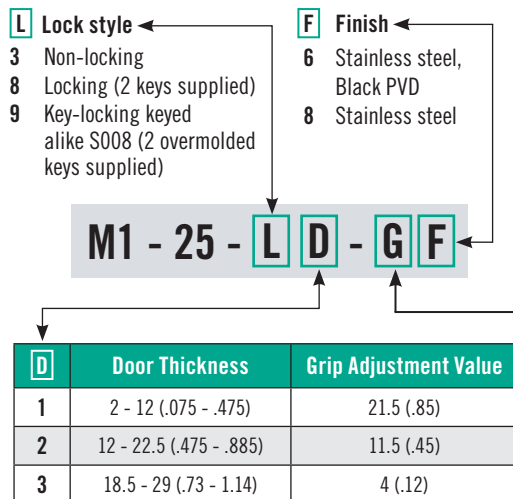 L Lock style
3 Non-locking
8 Locking (2 keys supplied)
9 Key-locking keyed
alike S008 (2 overmolded
keys supplied)
F Finish
6 Stainless steel,
Black PVD
8 Stainless steel
M1 - 25 - L D - G F
D Door Thickness Grip Adjustment Value
1 2 - 12 (.075 - .475) 21.5 (.85)
2 12 - 22.5 (.475 - .885) 11.5 (.45)
3 18.5 - 29 (.73 - 1.14) 4 (.12)